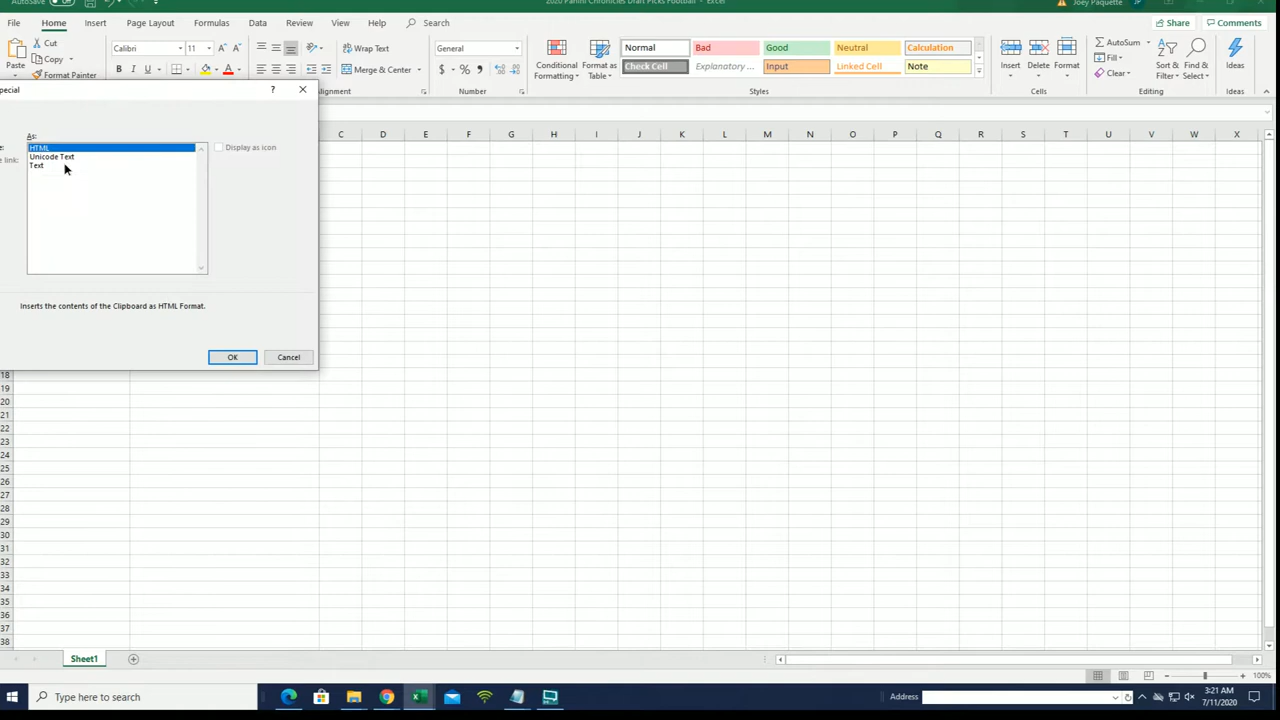 AutoSave
2020 Panini Chronicles Draft Picks Football - Excel
Joey Paquette
JP
File Home Insert Page Layout Formulas Data Review View Help Search
Share Comments
Paste
Cut
Copy
Format Painter
Calibri 11
B I U
Wrap Text
Merge & Center
Alignment
General
$ % 9
Number
Conditional Formatting
Format as Table
Normal Bad Good Neutral Calculation
Check Cell Explanatory ... Input Linked Cell Note
Styles
Insert Delete Format
Cells
AutoSum
Fill
Clear
Sort & Filter
Find & Select
Editing
Ideas
Ideas
pecial
? 
As:
e:
e link:
HTML
Unicode Text
Text
Display as icon
Inserts the contents of the Clipboard as HTML Format.
OK Cancel
C D E F G H I J K L M N O P Q R S T U V W X
18
19
20
21
22
23
24
25
26
27
28
29
30
31
32
33
34
35
36
37
38
Sheet1
100%
Type here to search
Address
3:21 AM
7/11/2020